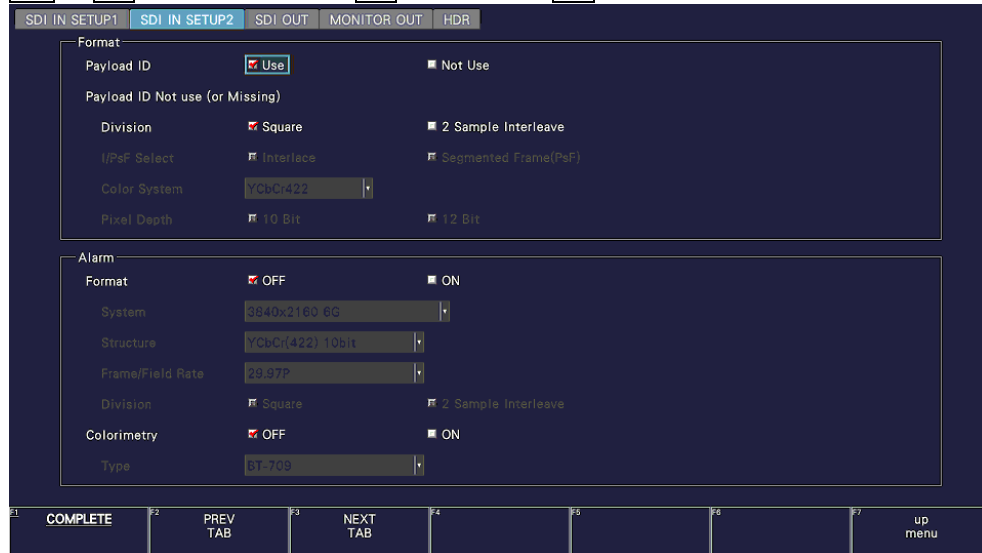 SDI IN SETUP1 SDI IN SETUP2 SDI OUT MONITOR OUT HDR
Format
Payload ID Use Not Use
Payload ID Not use (or Missing)
Division Square 2 Sample Interleave
I/PsF Select Interlace Segmented Frame(PsF)
Color System YCbCr422
Pixel Depth 10 Bit 12 Bit
Alarm
Format OFF ON
System 3840x2160 6G
Structure YCbCr(422) 10bit
Frame/Field Rate 29.97P
Division Square 2 Sample Interleave
Colorimetry OFF ON
Type BT-709
F1 COMPLETE F2 PREV F3 NEXT F4 F5 F6 F7 up
TAB TAB menu